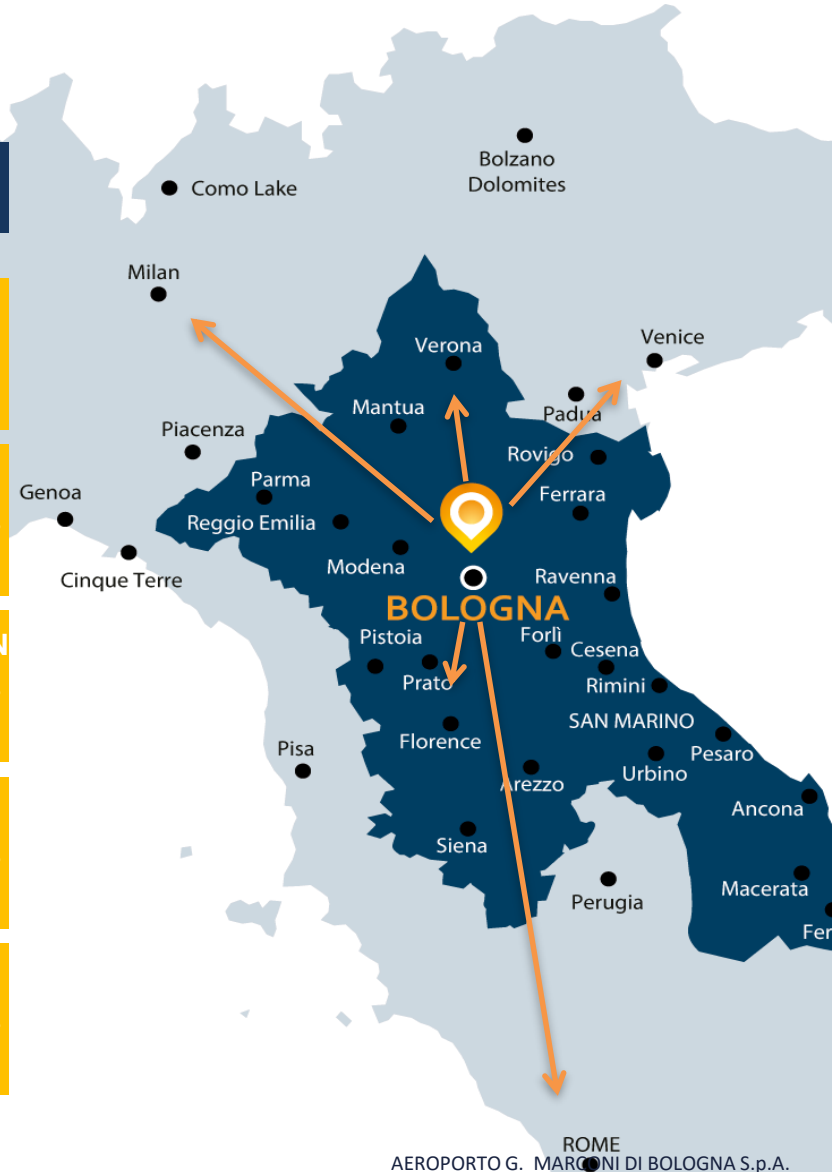 Bolzano
Dolomites
Como Lake
Milan
Venice
Verona
Padua
Mantua
Piacenza
Rovigo
Parma
Ferrara
Genoa
Reggio Emilia
Modena
Cinque Terre
Ravenna
BOLOGNA
Forlì
Pistoia
Cesena
Prato
Rimini
SAN MARINO
Florence
Pesaro
Pisa
Urbino
Arezzo
Ancona
Siena
Macerata
Perugia
Fer
ROME
AEROPORTO G. MARCONI DI BOLOGNA S.p.A.